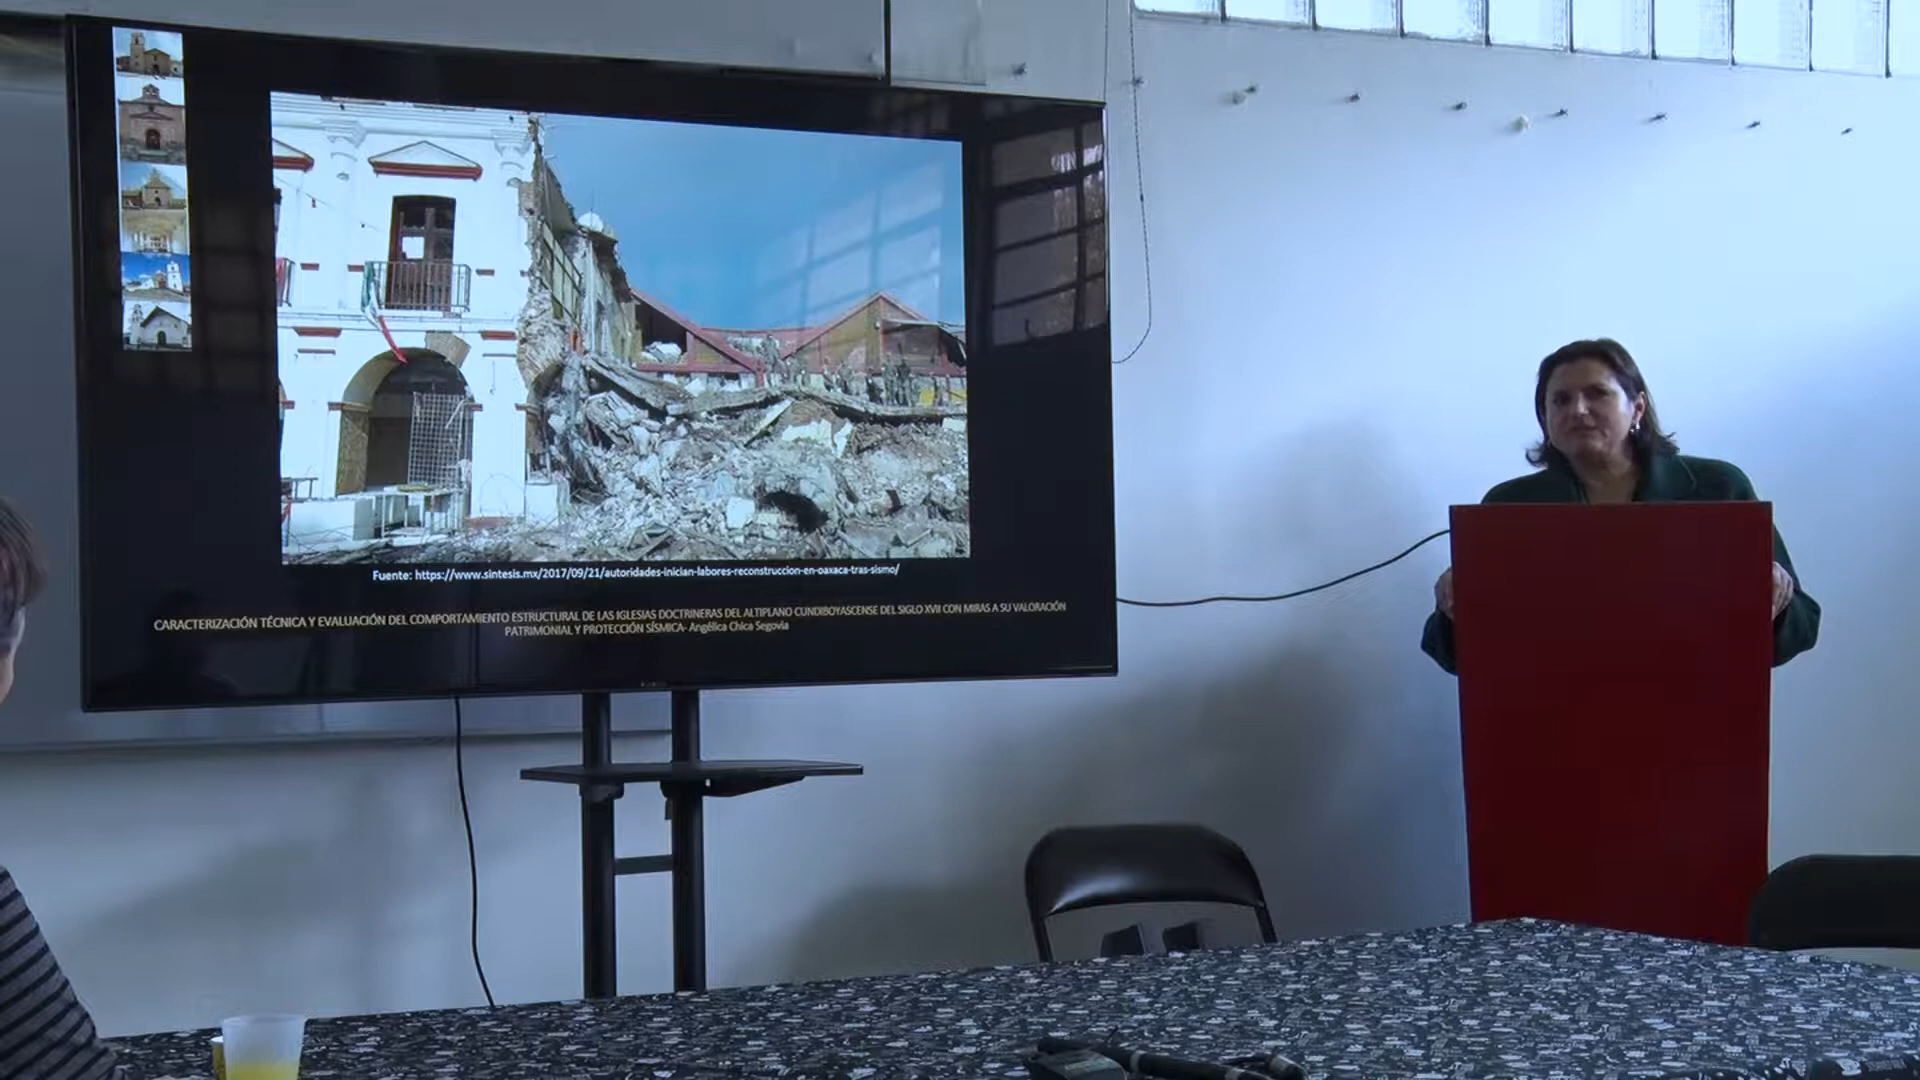 Fuente: https://www.sintesis.mx/2017/09/21/autoridades-inician-labores-reconstruccion-en-oaxaca-tras-sismo/
CARACTERIZACIÓN TÉCNICA Y EVALUACIÓN DEL COMPORTAMIENTO ESTRUCTURAL DE LAS IGLESIAS DOCTRINERAS DEL ALTIPLANO CUNDIBOYASCENSE DEL SIGLO XVII CON MIRAS A SU VALORACIÓN
PATRIMONIAL Y PROTECCIÓN SÍSMICA- Angélica Chica Segovia